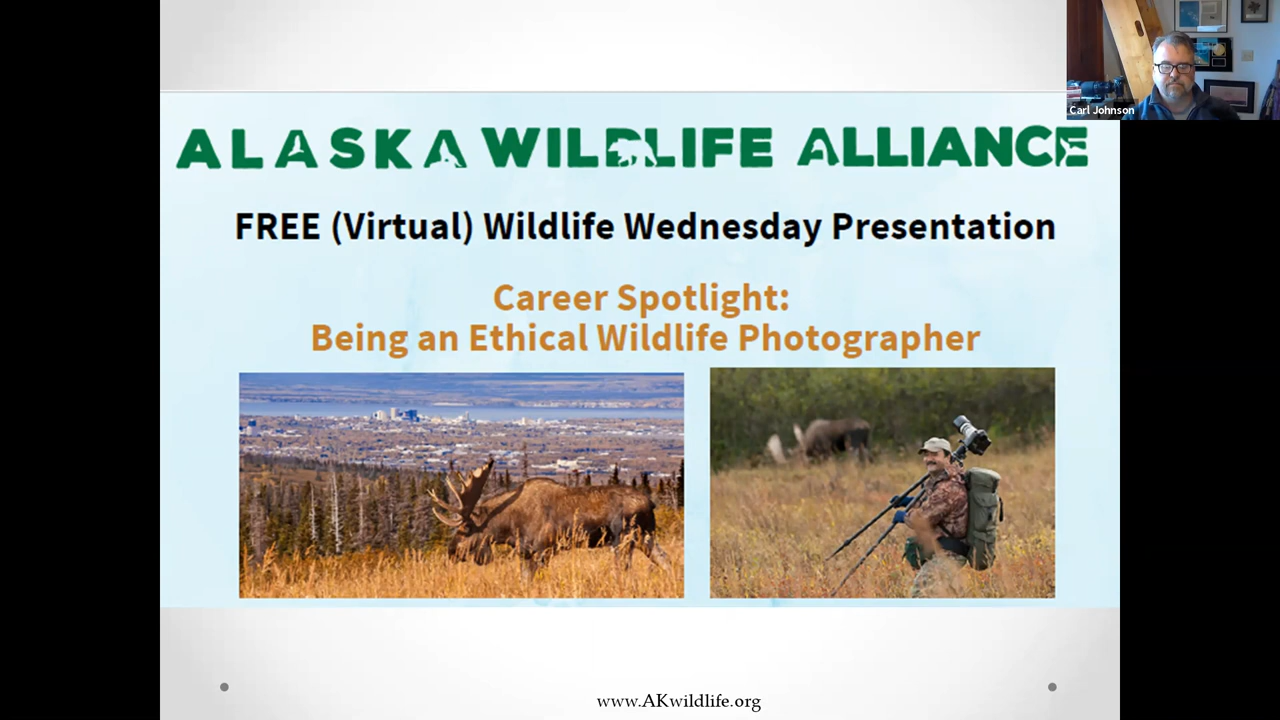 Carl Johnson
ALASKA WILDLIFE ALLIANCE
FREE (Virtual) Wildlife Wednesday Presentation
Career Spotlight:
Being an Ethical Wildlife Photographer
www.AKwildlife.org